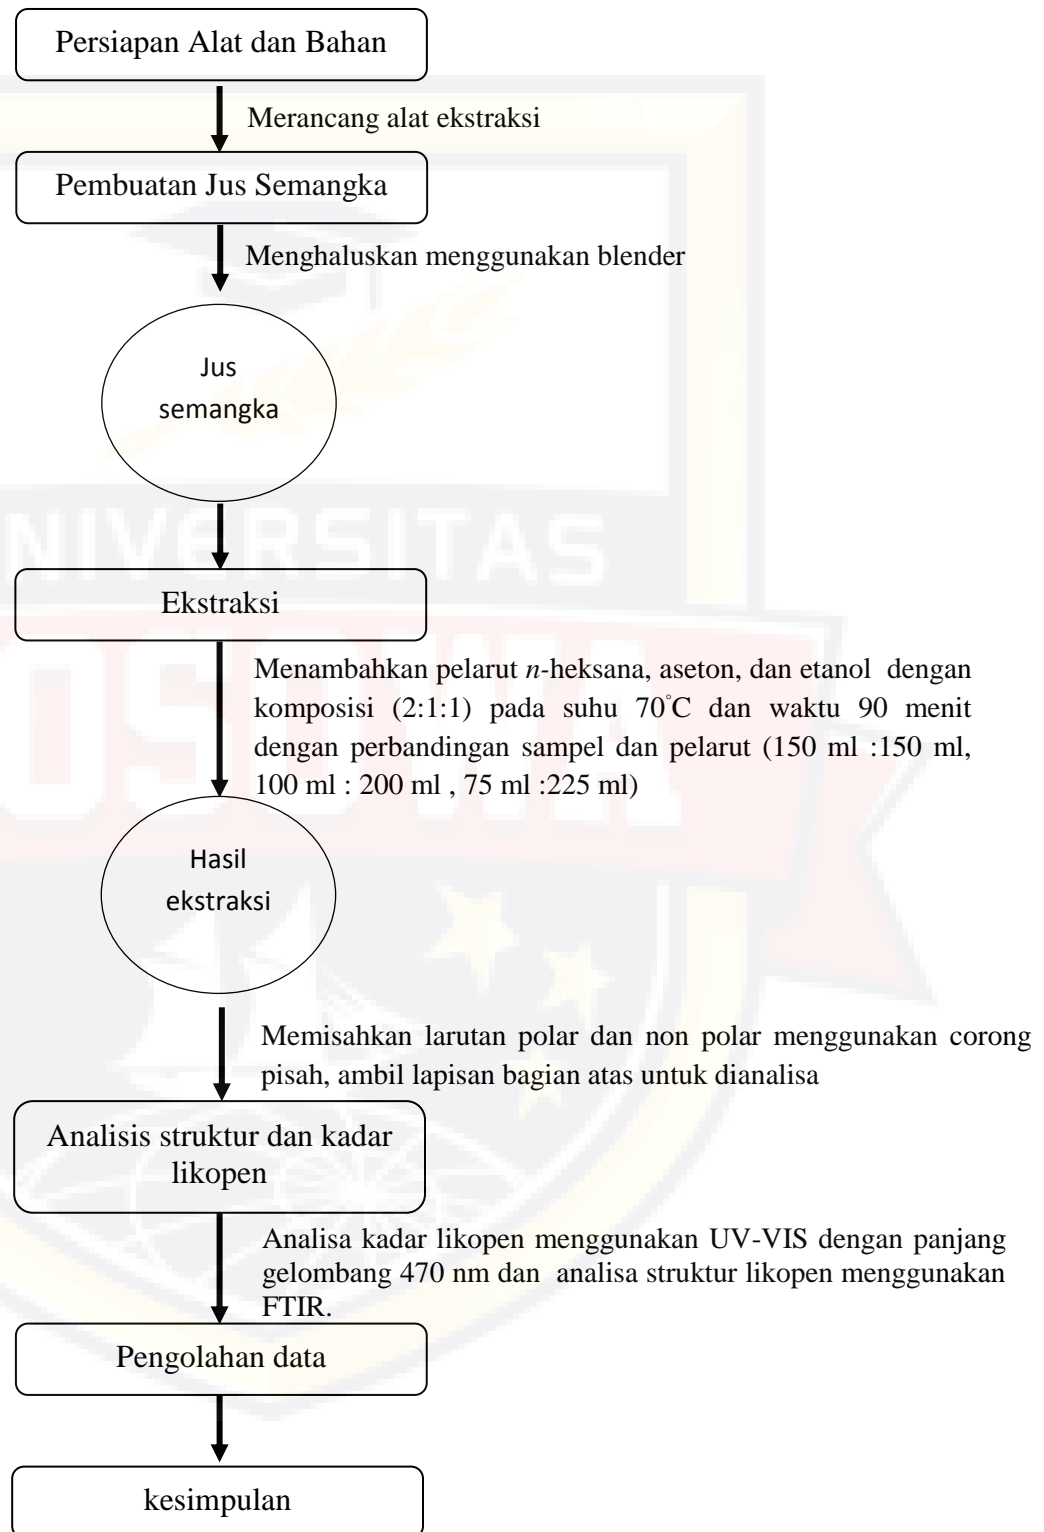 Persiapan Alat dan Bahan
Merancang alat ekstraksi
Pembuatan Jus Semangka
Menghaluskan menggunakan blender
Jus
semangka
NIVERSITAS
Ekstraksi
Menambahkan pelarut n-heksana, aseton, dan etanol dengan
komposisi (2:1:1) pada suhu 70°C dan waktu 90 menit
dengan perbandingan sampel dan pelarut (150 ml :150 ml,
100 ml : 200 ml , 75 ml :225 ml)
OSOWA
Hasil
ekstraksi
Memisahkan larutan polar dan non polar menggunakan corong
pisah, ambil lapisan bagian atas untuk dianalisa
Analisis struktur dan kadar
likopen
Analisa kadar likopen menggunakan UV-VIS dengan panjang
gelombang 470 nm dan analisa struktur likopen menggunakan
FTIR.
Pengolahan data
kesimpulan